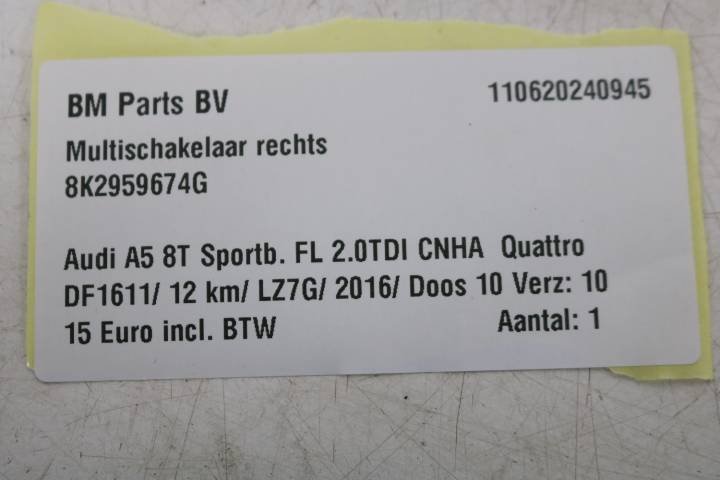 BM Parts BV 110620240945
Multischakelaar rechts
8K2959674G
Audi A5 8T Sportb. FL 2.0TDI CNHA Quattro
DF1611/ 12 km/ LZ7G/ 2016/ Doos 10 Verz: 10
15 Euro incl. BTW Aantal: 1